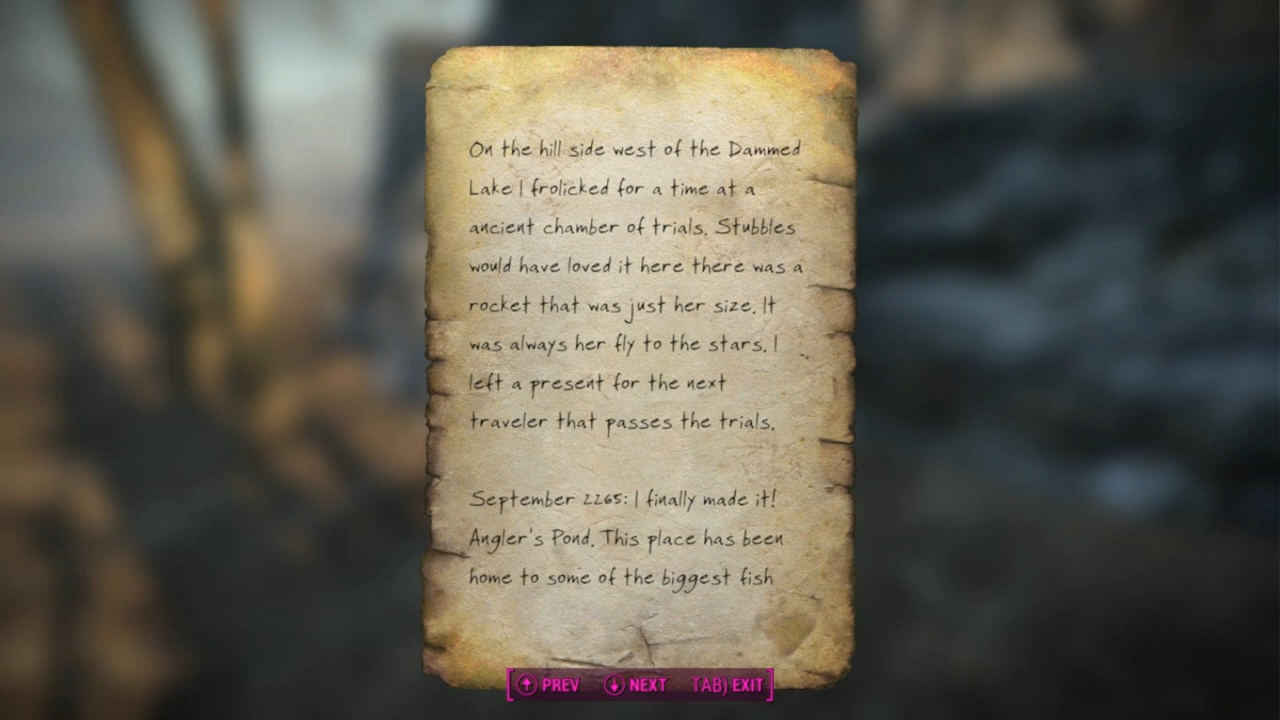 On the hill side west of the Dammed
Lake I frolicked for a time at a
ancient chamber of trials. Stubbles
would have loved it here there was a
rocket that was just her size. It
was always her fly to the stars. I
left a present for the next
traveler that passes the trials.
September 2265: I finally made it!
Angler's Pond. This place has been
home to some of the biggest fish
PREV NEXT TAB) EXIT